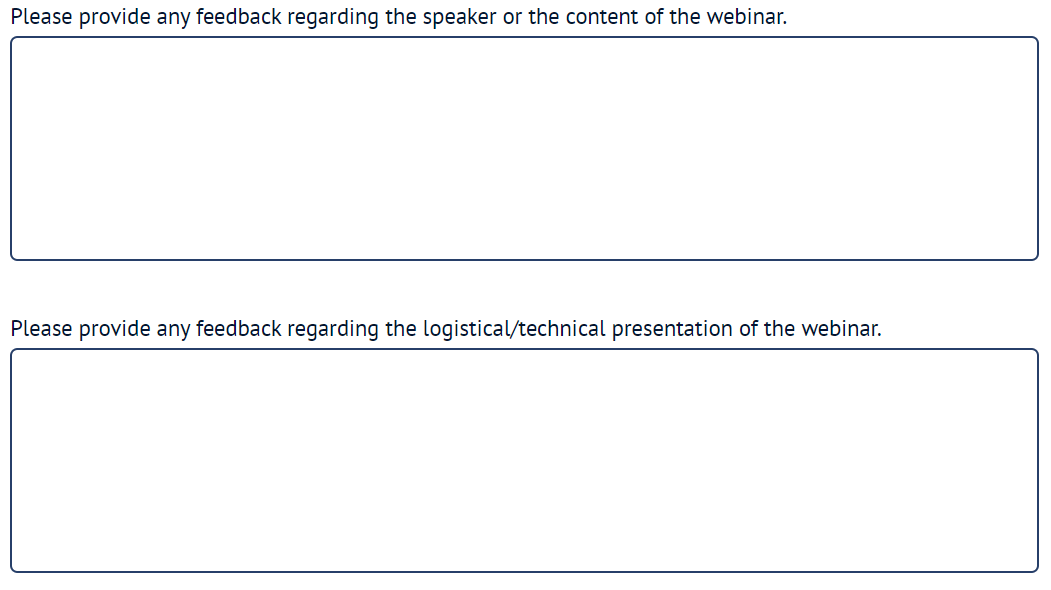 Please provide any feedback regarding the speaker or the content of the webinar.
Please provide any feedback regarding the logistical/technical presentation of the webinar.